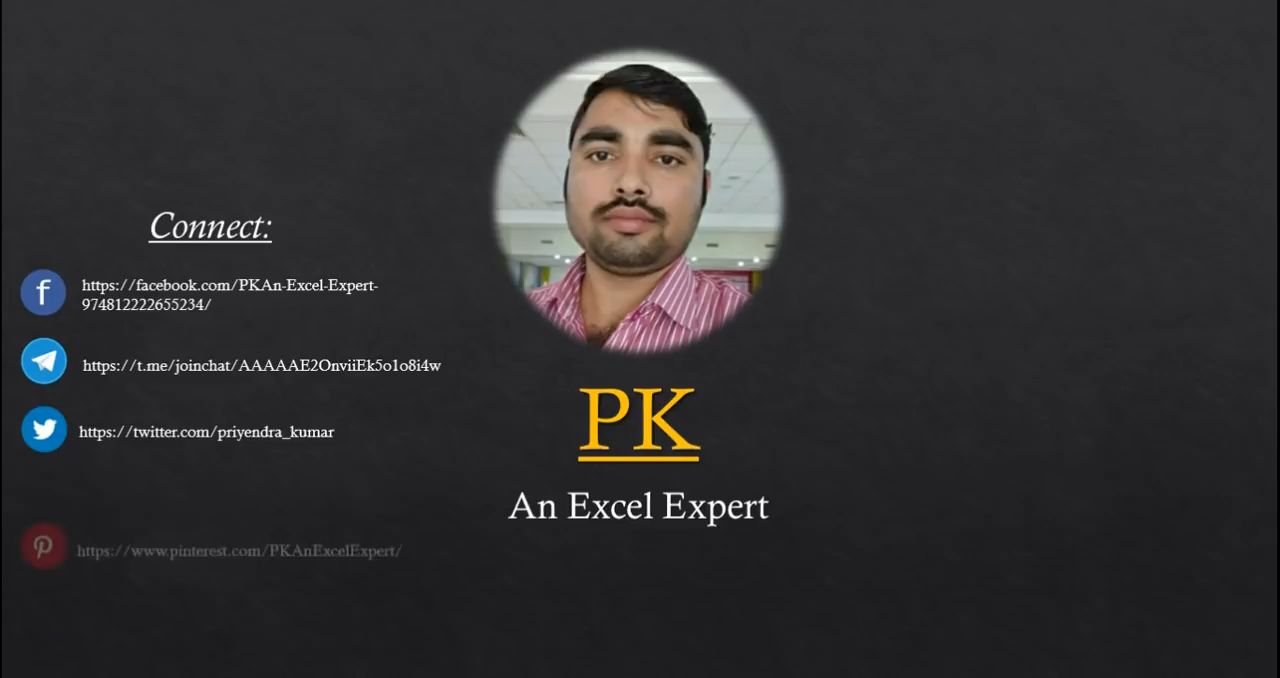 Connect:
https://facebook.com/PKAn-Excel-Expert-
974812222655234/
https://t.me/joinchat/AAAAAE2OnviiEk5o1o8i4w
https://twitter.com/priyendra_kumar
https://www.pinterest.com/PKAnExcelExpert/
PK
An Excel Expert